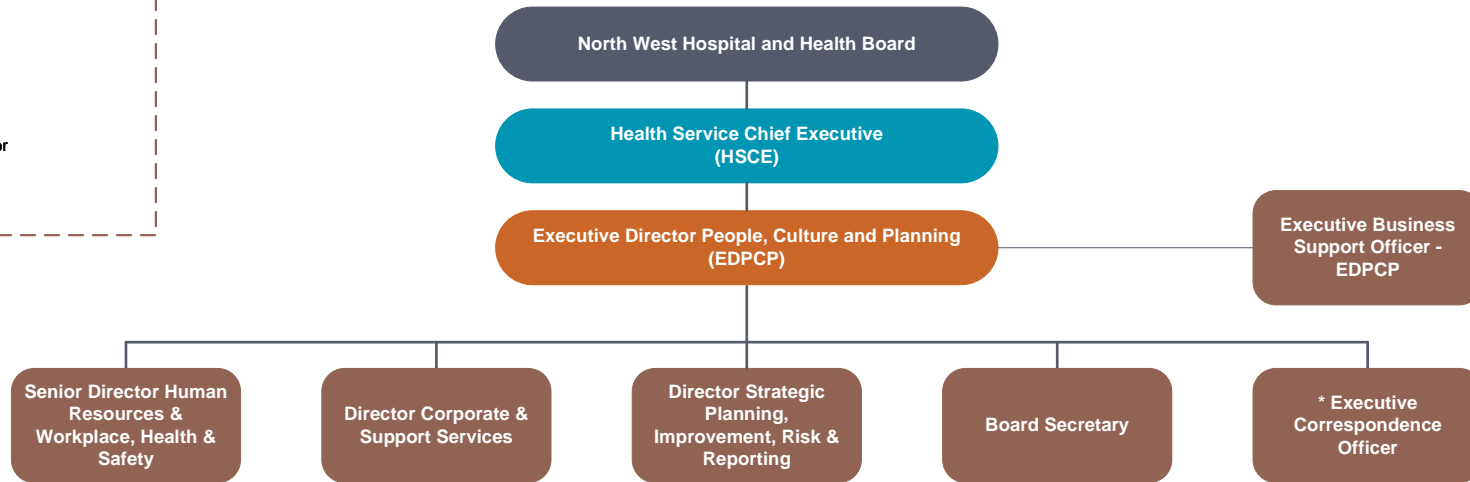 North West Hospital and Health Board
Health Service Chief Executive
(HSCE)
or
Executive Director People, Culture and Planning
(EDPCP)
Executive Business
Support Officer -
EDPCP
Senior Director Human
Resources &
Workplace, Health &
Safety
Director Corporate &
Support Services
Director Strategic
Planning,
Improvement, Risk &
Reporting
Board Secretary
* Executive
Correspondence
Officer